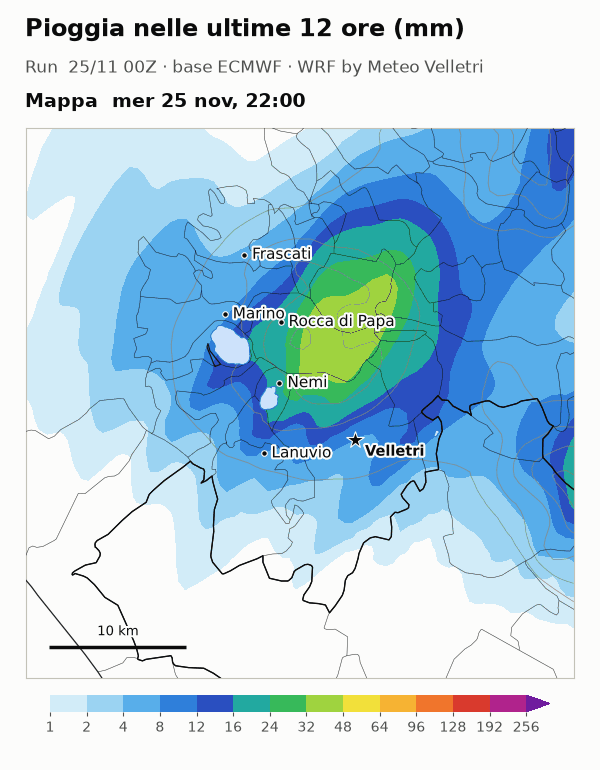 Pioggia nelle ultime 12 ore (mm)
Run 25/11 00Z · base ECMWF · WRF by Meteo Velletri
Mappa mer 25 nov, 22:00
Frascati
Marino
Rocca di Papa
Nemi
Lanuvio
Velletri
10 km
1 2 4 8 12 16 24 32 48 64 96 128 192 256